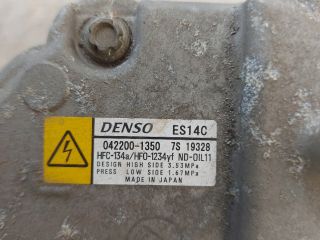 DENSO ES14C
042200-1350 7S 19328
HFC-134a/HFO-1234yf ND-OIL11
DESIGN HIGH SIDE 3.93MPa
PRESS LOW SIDE 1.67MPa
MADE IN JAPAN